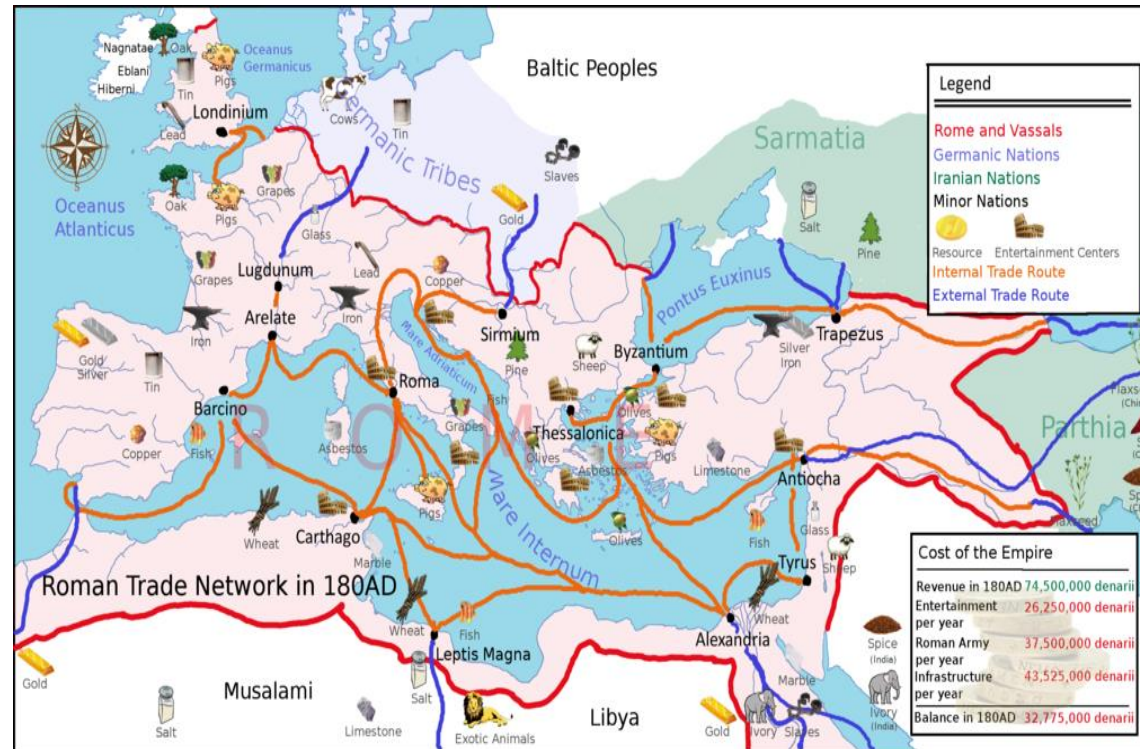 Nagnatae
Oak
Oceanus
Germanicus
Pigs
Eblani
Hiberni
Tin
Baltic Peoples
Londinium
Lead
Cows
Germanic Tribes
Tin
Sarmatia
Slaves
Grapes
Oak
Pigs
Oceanus
Atlanticus
Gold
Salt
Glass
Pine
Grapes
Lugdunum
Lead
Copper
Pontus Euxinus
Iron
Arelate
Iron
Sirmium
Trapezus
Gold
Silver
Tin
Mare Adriaticum
Pine
Sheep
Byzantium
Silver
Iron
Roma
Fish
Barcino
Olives
Grapes
Thessalonica
R O M E
Copper
Fish
Asbestos
Olives
Asbestos
Pigs
Limestone
Parthia
Antiocha
Pigs
Mare Internum
Wheat
Carthago
Olives
Fish
Glass
Marble
Tyrus
Sheep
Roman Trade Network in 180AD
Wheat
Wheat
Fish
Alexandria
Leptis Magna
Spice
(India)
Gold
Musalami
Salt
Marble
Salt
Limestone
Exotic Animals
Libya
Gold
Ivory
Slaves
Ivory
(India)
Legend
Rome and Vassals
Germanic Nations
Iranian Nations
Minor Nations
Resource
Entertainment Centers
Internal Trade Route
External Trade Route
Cost of the Empire
Revenue in 180AD 74,500,000 denarii
Entertainment 26,250,000 denarii
per year
Roman Army 37,500,000 denarii
per year
Infrastructure 43,525,000 denarii
per year
Balance in 180AD 32,775,000 denarii